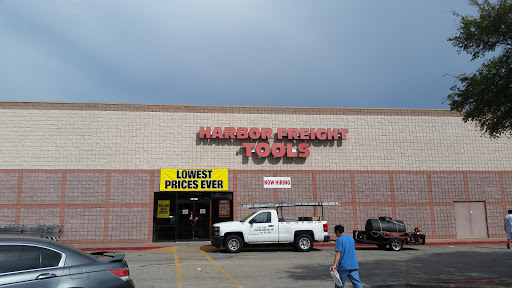 HARBOR FREIGHT
TOOLS
LOWEST
PRICES EVER
NOW HIRING